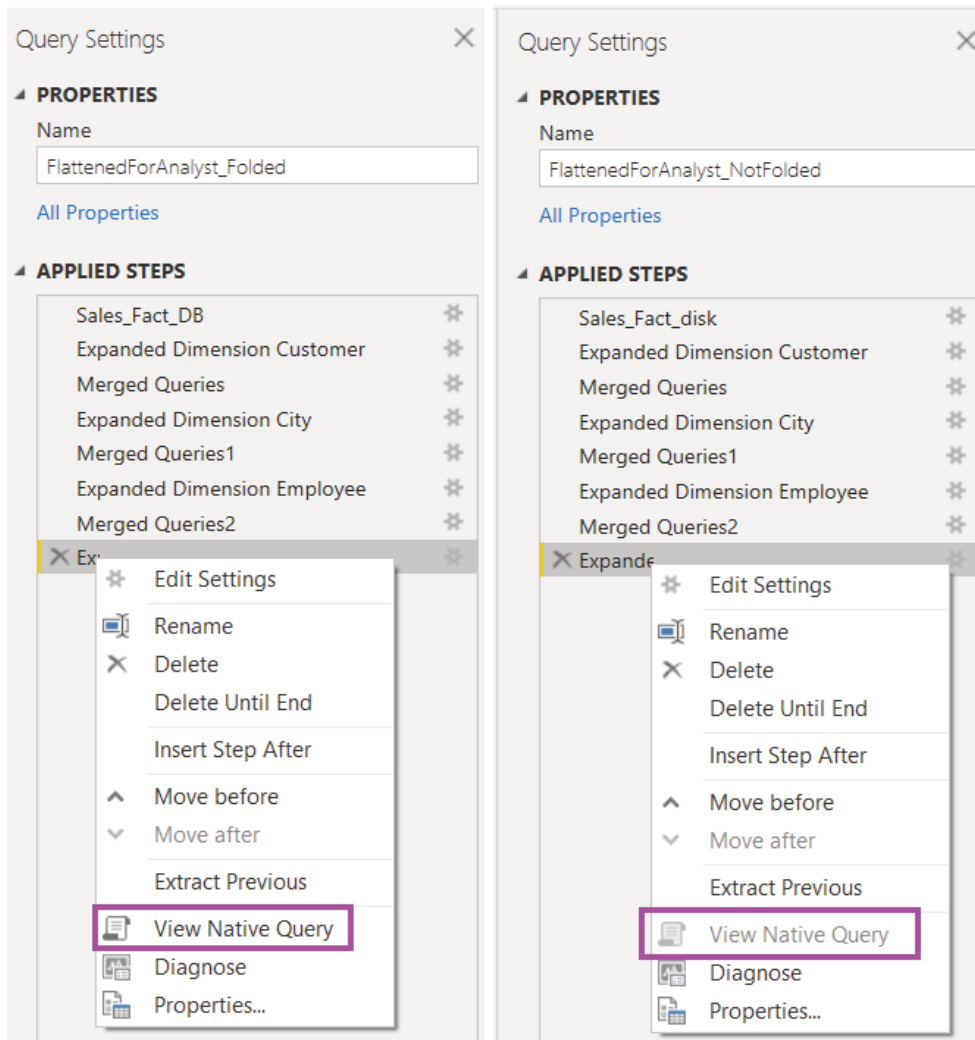 Query Settings
PROPERTIES
Name
FlattenedForAnalyst_Folded
All Properties
APPLIED STEPS
Sales_Fact_DB
Expanded Dimension Customer
Merged Queries
Expanded Dimension City
Merged Queries1
Expanded Dimension Employee
Merged Queries2
Ex
Edit Settings
Rename
Delete
Delete Until End
Insert Step After
Move before
Move after
Extract Previous
View Native Query
Diagnose
Properties...
Query Settings
PROPERTIES
Name
FlattenedForAnalyst_NotFolded
All Properties
APPLIED STEPS
Sales_Fact_disk
Expanded Dimension Customer
Merged Queries
Expanded Dimension City
Merged Queries1
Expanded Dimension Employee
Merged Queries2
Expande
Edit Settings
Rename
Delete
Delete Until End
Insert Step After
Move before
Move after
Extract Previous
View Native Query
Diagnose
Properties...